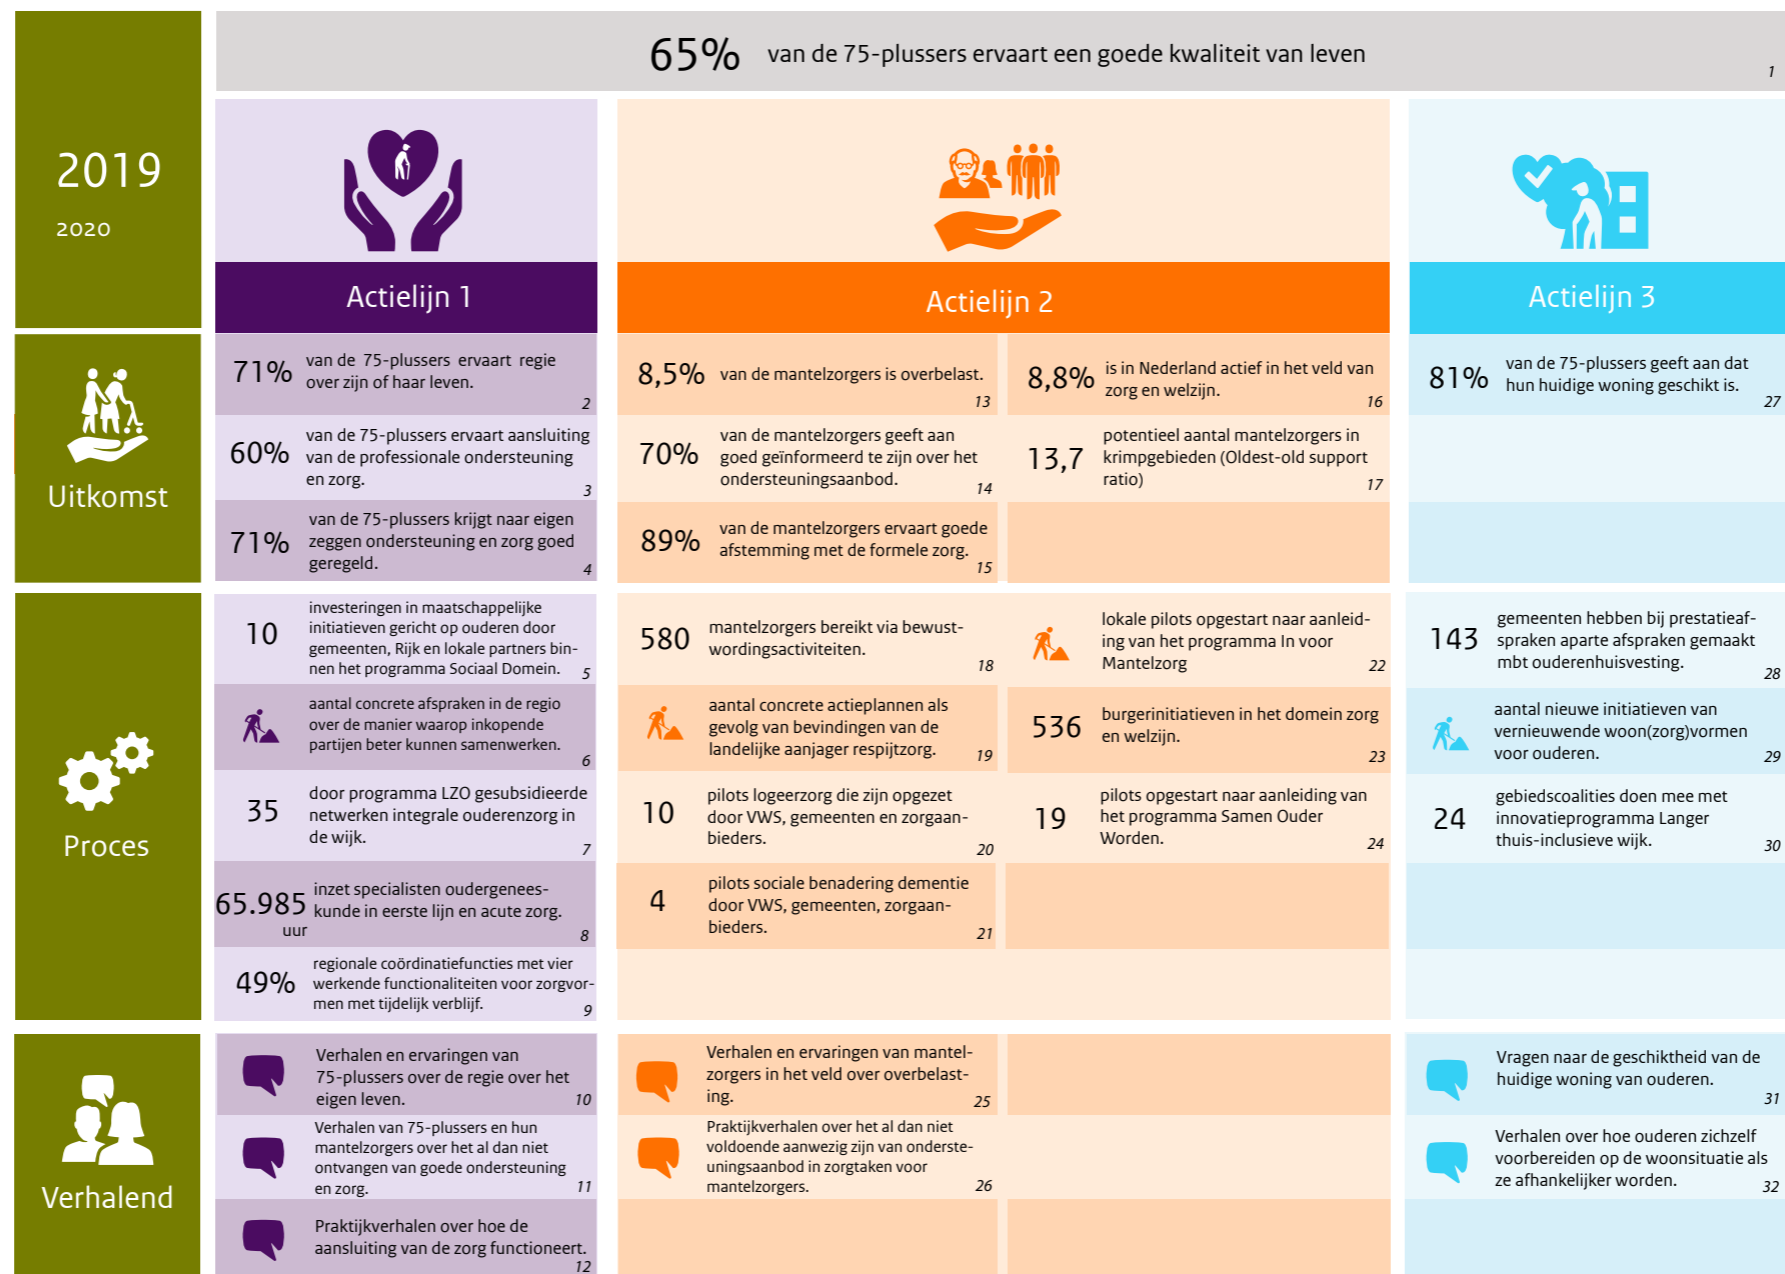 65% van de 75-plussers ervaart een goede kwaliteit van leven
1
2019
2020
Actielijn 1
Actielijn 2
Actielijn 3
Uitkomst
71%
van de 75-plussers ervaart regie
over zijn of haar leven.
2
60%
van de 75-plussers ervaart aansluiting
van de professionale ondersteuning
en zorg.
3
71%
van de 75-plussers krijgt naar eigen
zeggen ondersteuning en zorg goed
geregeld.
4
8,5% van de mantelzorgers is overbelast.
13
70%
van de mantelzorgers geeft aan
goed geïnformeerd te zijn over het
ondersteuningsaanbod.
14
89%
van de mantelzorgers ervaart goede
afstemming met de formele zorg.
15
8,8%
is in Nederland actief in het veld van
zorg en welzijn.
16
13,7
potentieel aantal mantelzorgers in
krimpgebieden (Oldest-old support
ratio)
17
81%
van de 75-plussers geeft aan dat
hun huidige woning geschikt is.
27
Proces
10
investeringen in maatschappelijke
initiatieven gericht op ouderen door
gemeenten, Rijk en lokale partners bin-
nen het programma Sociaal Domein.
5
aantal concrete afspraken in de regio
over de manier waarop inkopende
partijen beter kunnen samenwerken.
6
35
door programma LZO gesubsidieerde
netwerken integrale ouderenzorg in
de wijk.
7
65.985
uur
inzet specialisten oudergenees-
kunde in eerste lijn en acute zorg.
8
49%
regionale coördinatiefuncties met vier
werkende functionaliteiten voor zorgvor-
men met tijdelijk verblijf.
9
580
mantelzorgers bereikt via bewust-
wordingsactiviteiten.
18
aantal concrete actieplannen als
gevolg van bevindingen van de
landelijke aanjager respijtzorg.
19
10
pilots logeerzorg die zijn opgezet
door VWS, gemeenten en zorgaan-
bieders.
20
4
pilots sociale benadering dementie
door VWS, gemeenten, zorgaan-
bieders.
21
lokale pilots opgestart naar aanleid-
ing van het programma In voor
Mantelzorg
22
536
burgerinitiatieven in het domein zorg
en welzijn.
23
19
pilots opgestart naar aanleiding van
het programma Samen Ouder
Worden.
24
143
gemeenten hebben bij prestatieaf-
spraken aparte afspraken gemaakt
mbt ouderenhuisvesting.
28
aantal nieuwe initiatieven van
vernieuwende woon(zorg)vormen
voor ouderen.
29
24
gebiedscoalities doen mee met
innovatieprogramma Langer
thuis-inclusieve wijk.
30
Verhalend
Verhalen en ervaringen van
75-plussers over de regie over het
eigen leven.
10
Verhalen van 75-plussers en hun
mantelzorgers over het al dan niet
ontvangen van goede ondersteuning
en zorg.
11
Praktijkverhalen over hoe de
aansluiting van de zorg functioneert.
12
Verhalen en ervaringen van mantel-
zorgers in het veld over overbelast-
ing.
25
Praktijkverhalen over het al dan niet
voldoende aanwezig zijn van onderste-
uningsaanbod in zorgtaken voor
mantelzorgers.
26
Vragen naar de geschiktheid van de
huidige woning van ouderen.
31
Verhalen over hoe ouderen zichzelf
voorbereiden op de woonsituatie als
ze afhankelijker worden.
32